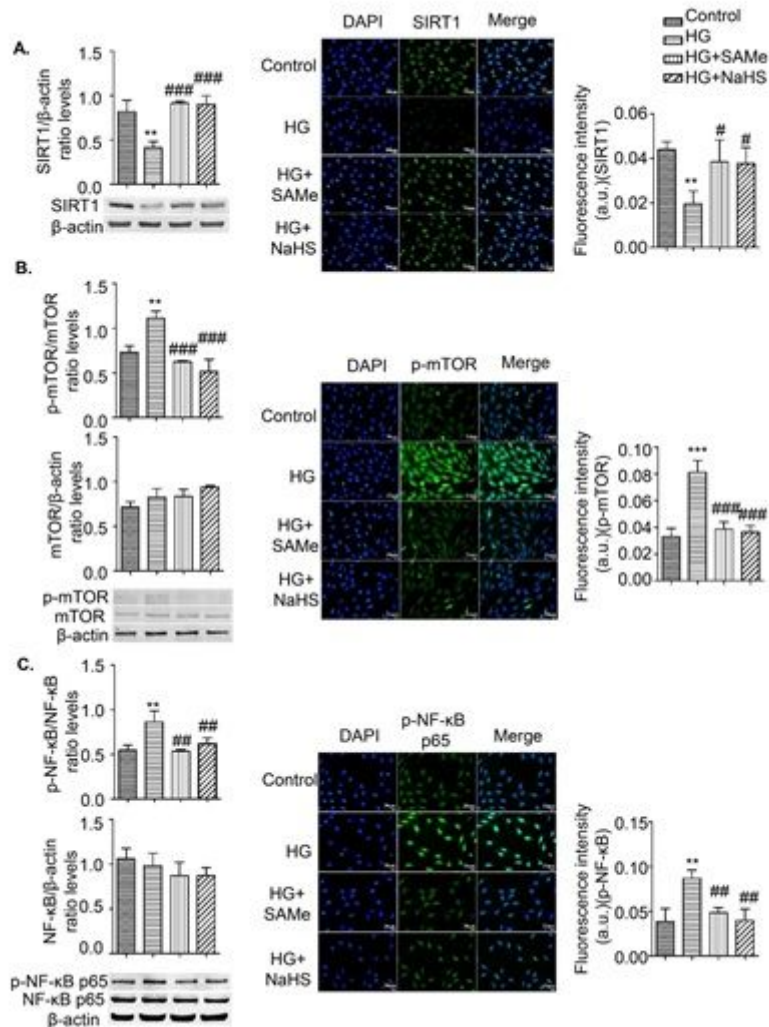 Control
HG
HG+SAMe
HG+NaHS
A.
SIRT1/β-actin
ratio levels
1.5
1.0
0.5
0.0
**
###
###
SIRT1
β-actin
DAPI SIRT1 Merge
Control
HG
HG+
SAMe
HG+
NaHS
Fluorescence intensity
(a.u.)(SIRT1)
0.06
0.04
0.02
0.00
**
#
#
B.
p-mTOR/mTOR
ratio levels
1.5
1.0
0.5
0.0
**
###
###
mTOR/β-actin
ratio levels
1.5
1.0
0.5
0.0
p-mTOR
mTOR
β-actin
DAPI p-mTOR Merge
Control
HG
HG+
SAMe
HG+
NaHS
Fluorescence intensity
(a.u.)(p-mTOR)
0.10
0.08
0.06
0.04
0.02
0.00
***
###
###
C.
p-NF-κB/NF-κB
ratio levels
1.5
1.0
0.5
0.0
**
##
##
NF-κB/β-actin
ratio levels
1.5
1.0
0.5
0.0
p-NF-κB p65
NF-κB p65
β-actin
DAPI p-NF-κB p65 Merge
Control
HG
HG+
SAMe
HG+
NaHS
Fluorescence intensity
(a.u.)(p-NF-κB)
0.15
0.10
0.05
0.00
**
##
##